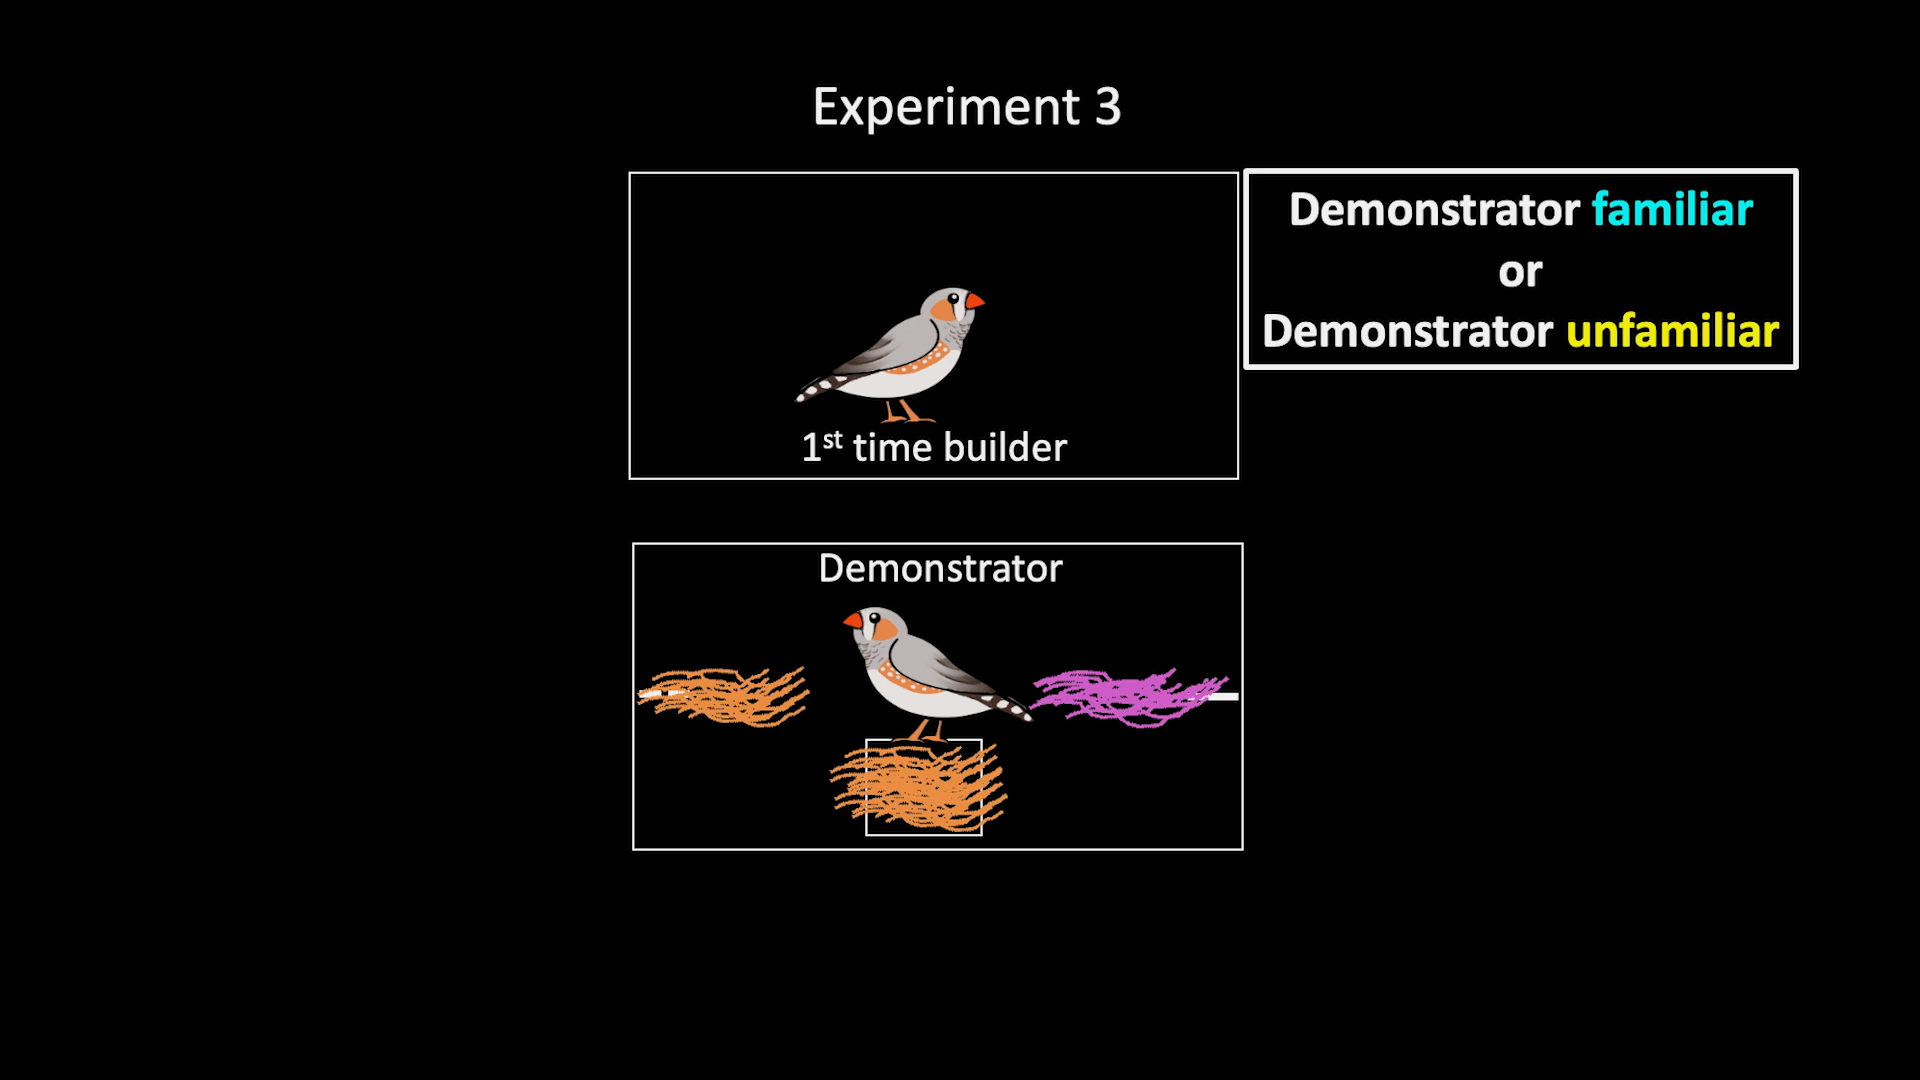 Experiment 3
Demonstrator familiar
or
Demonstrator unfamiliar
1st time builder
Demonstrator